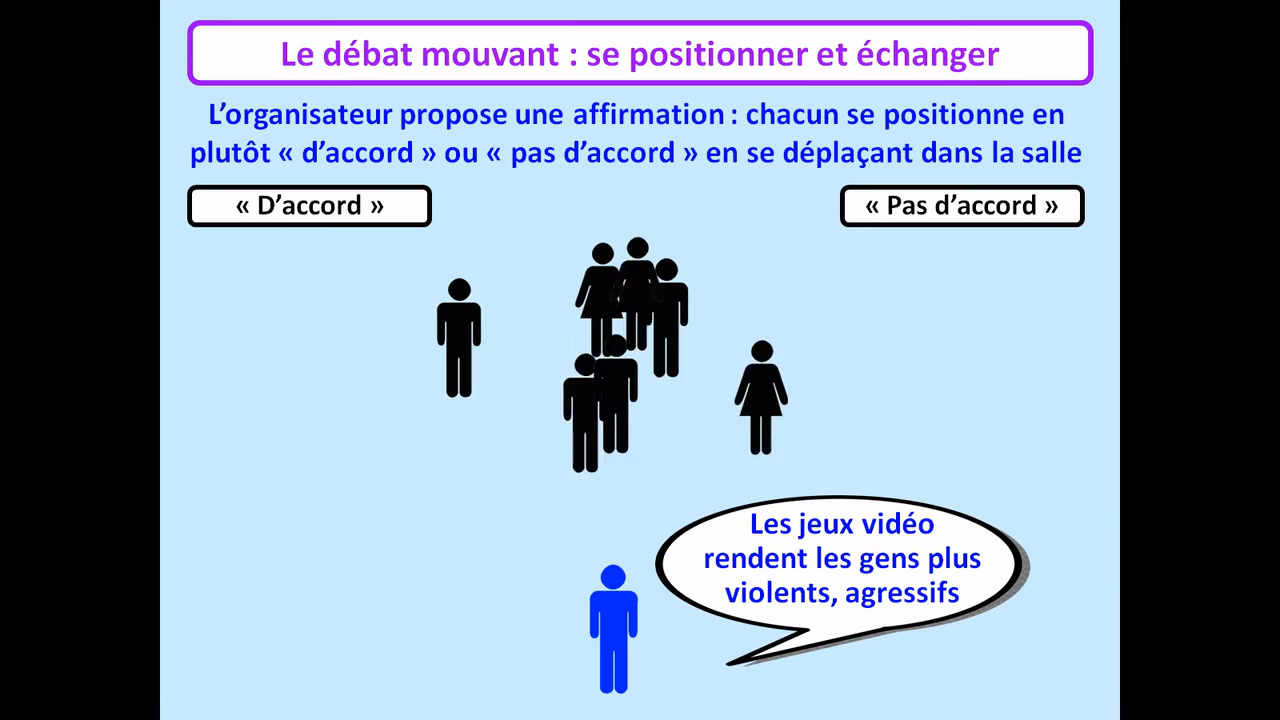 Le débat mouvant : se positionner et échanger
L’organisateur propose une affirmation : chacun se positionne en
plutôt « d’accord » ou « pas d’accord » en se déplaçant dans la salle
« D’accord »
« Pas d’accord »
Les jeux vidéo
rendent les gens plus
violents, agressifs